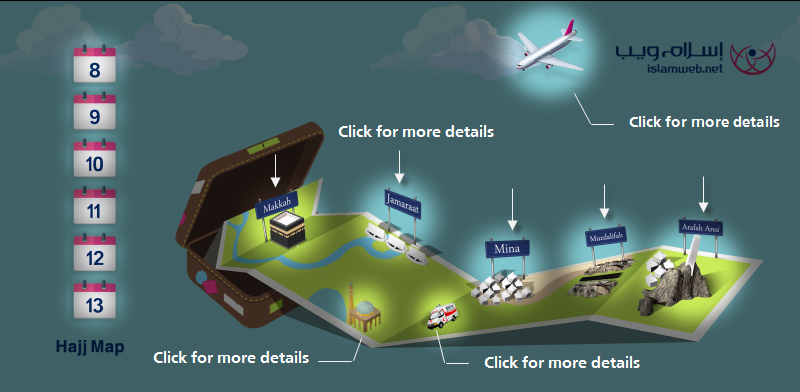 إسلام ويب
islamweb.net
8
9
10
11
12
13
Hajj Map
Click for more details
Click for more details
Makkah
Jamaraat
Mina
Muzdalifah
Arafah Area
Click for more details
Click for more details